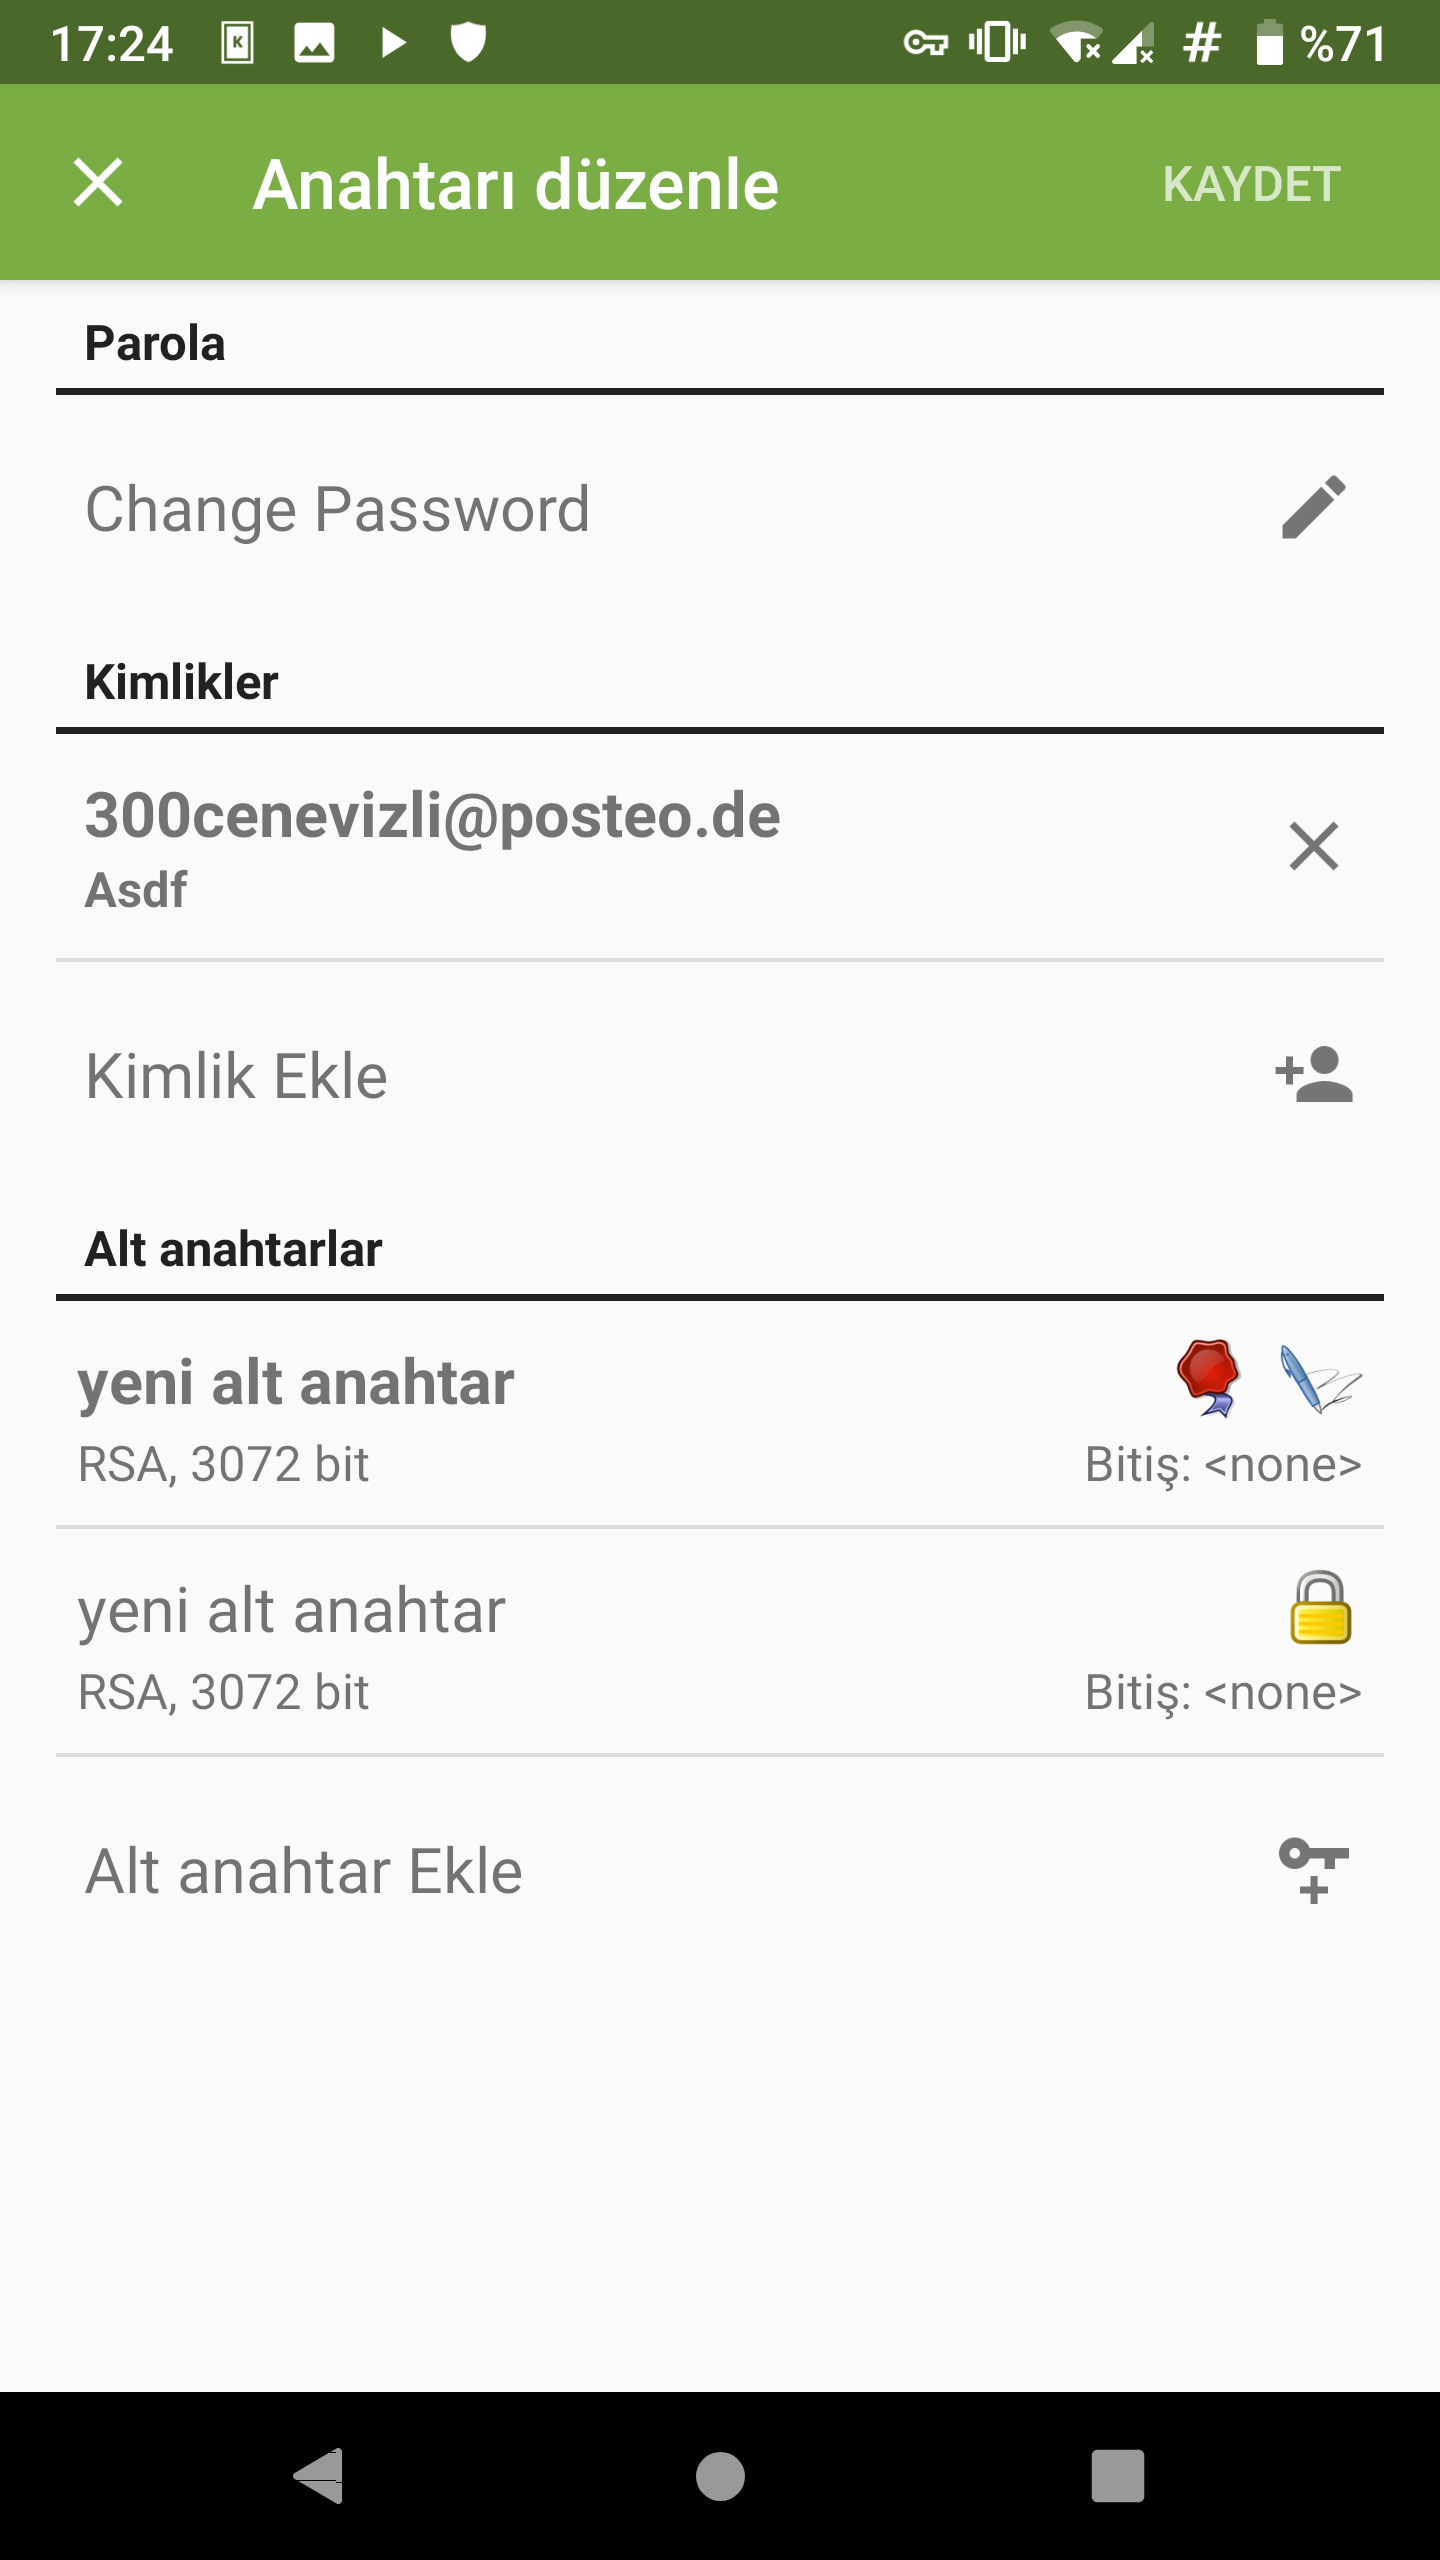 17:24 K # %71
Anahtarı düzenle KAYDET
Parola
Change Password
Kimlikler
300cenevizli@posteo.de
Asdf
Kimlik Ekle
Alt anahtarlar
yeni alt anahtar
RSA, 3072 bit Bitiş: <none>
yeni alt anahtar
RSA, 3072 bit Bitiş: <none>
Alt anahtar Ekle